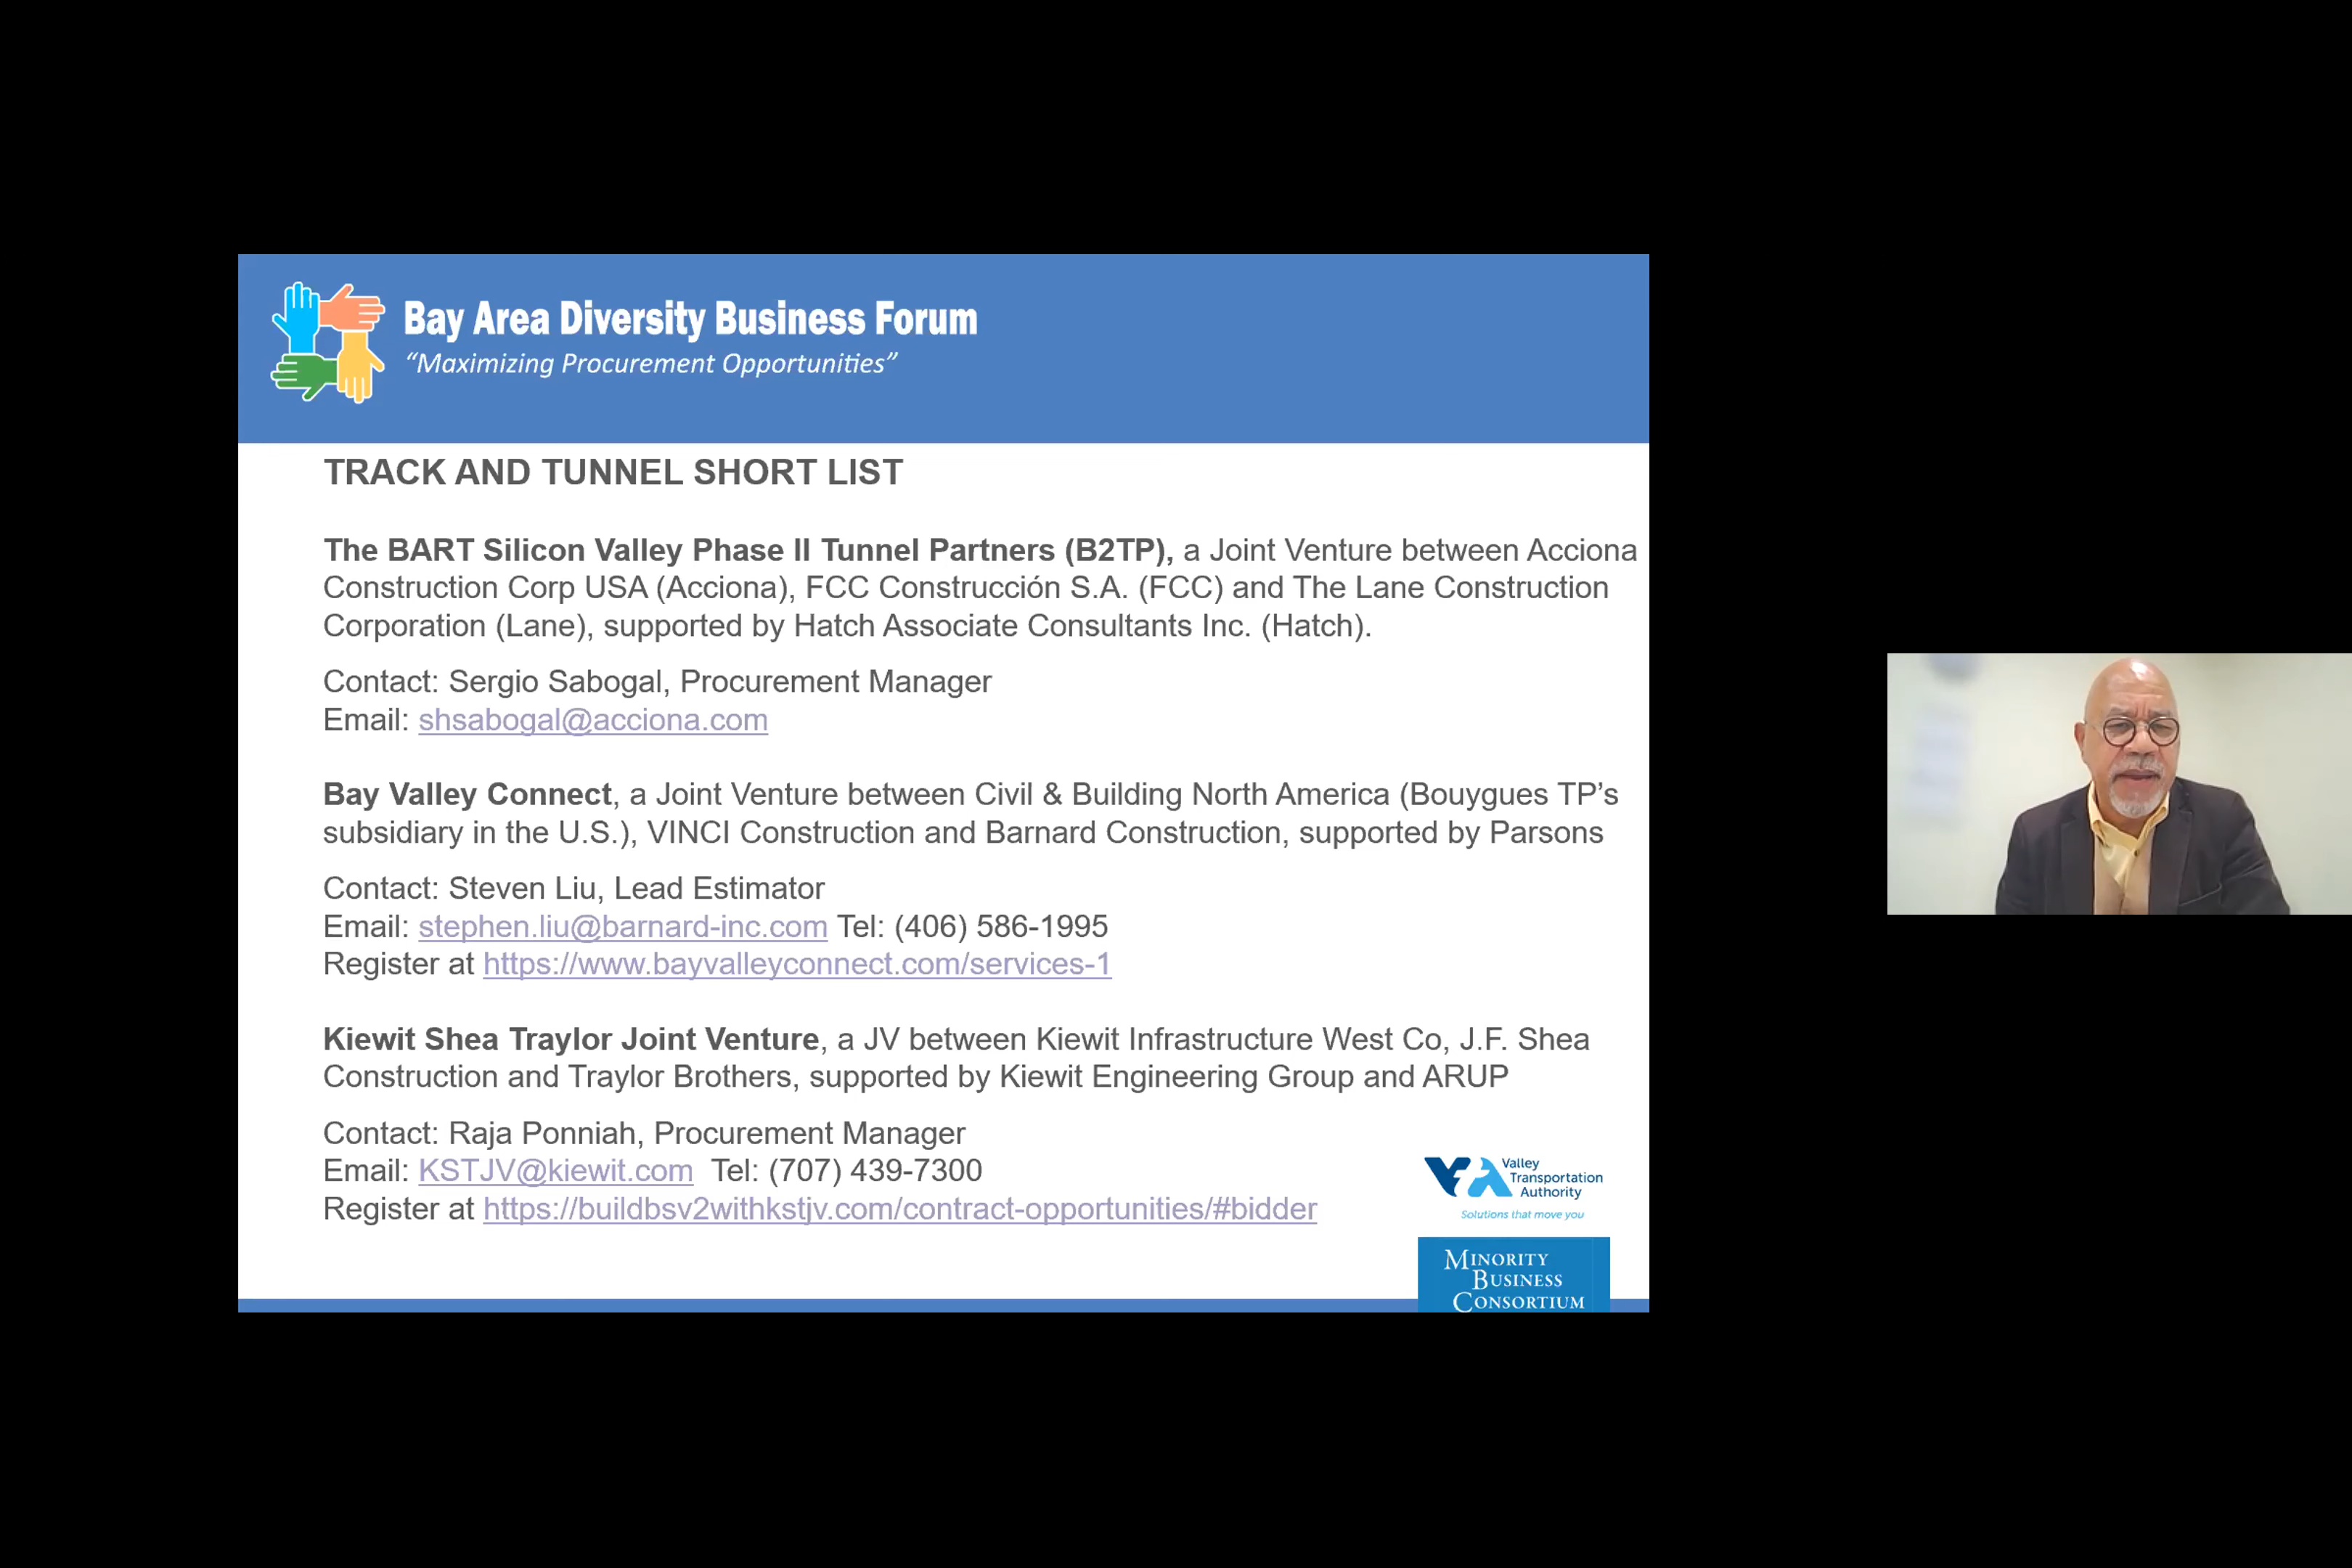 Bay Area Diversity Business Forum
“Maximizing Procurement Opportunities”
TRACK AND TUNNEL SHORT LIST
The BART Silicon Valley Phase II Tunnel Partners (B2TP), a Joint Venture between Acciona
Construction Corp USA (Acciona), FCC Construcción S.A. (FCC) and The Lane Construction
Corporation (Lane), supported by Hatch Associate Consultants Inc. (Hatch).
Contact: Sergio Sabogal, Procurement Manager
Email: shsabogal@acciona.com
Bay Valley Connect, a Joint Venture between Civil & Building North America (Bouygues TP’s
subsidiary in the U.S.), VINCI Construction and Barnard Construction, supported by Parsons
Contact: Steven Liu, Lead Estimator
Email: stephen.liu@barnard-inc.com Tel: (406) 586-1995
Register at https://www.bayvalleyconnect.com/services-1
Kiewit Shea Traylor Joint Venture, a JV between Kiewit Infrastructure West Co, J.F. Shea
Construction and Traylor Brothers, supported by Kiewit Engineering Group and ARUP
Contact: Raja Ponniah, Procurement Manager
Email: KSTJV@kiewit.com Tel: (707) 439-7300
Register at https://buildbsv2withkstjv.com/contract-opportunities/#bidder
VTA
Valley
Transportation
Authority
Solutions that move you
MINORITY
BUSINESS
CONSORTIUM